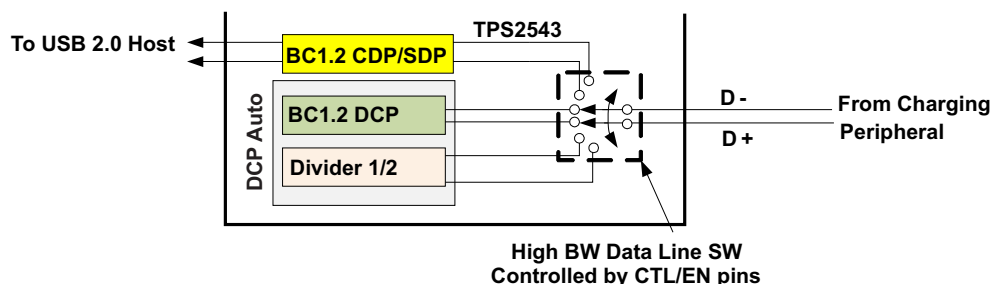 TPS2543
To USB 2.0 Host
BC1.2 CDP/SDP
DCP Auto
BC1.2 DCP
Divider 1/2
D -
D +
From Charging
Peripheral
High BW Data Line SW
Controlled by CTL/EN pins